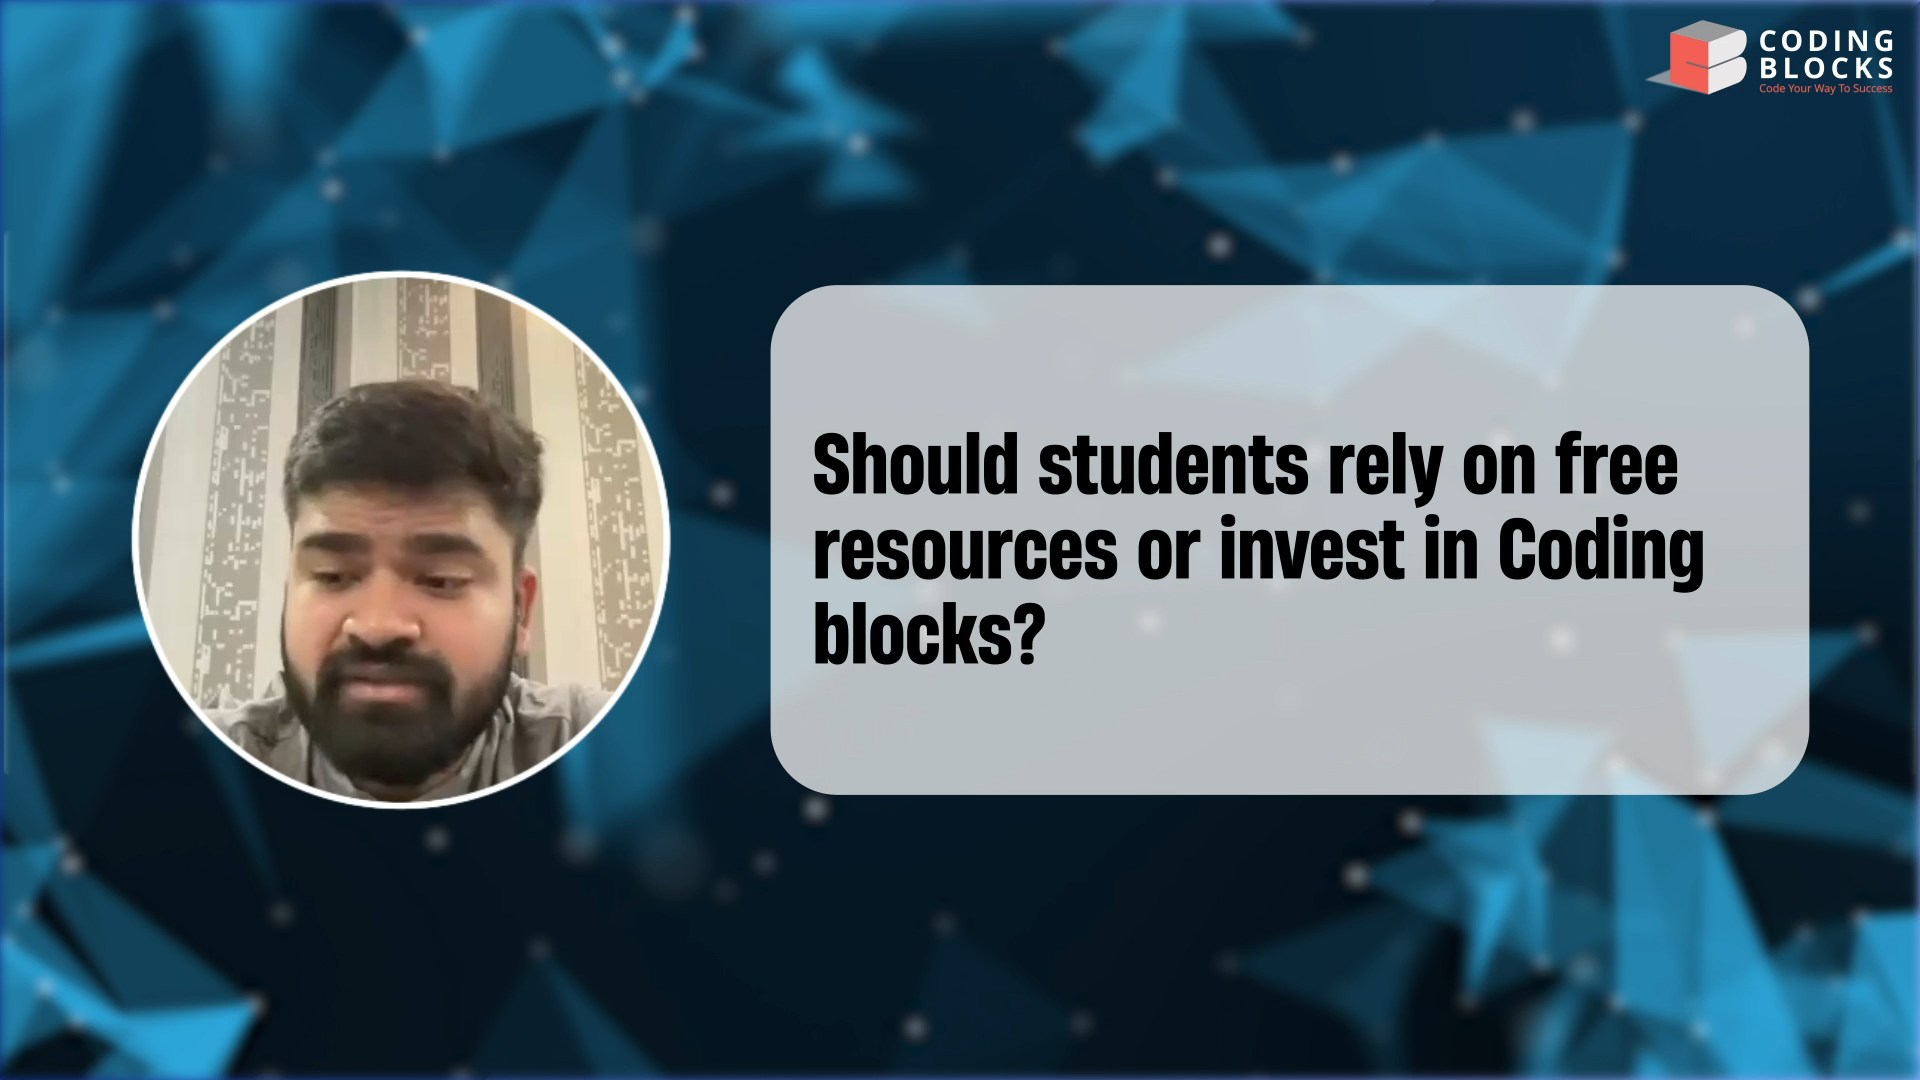 CODING
BLOCKS
Code Your Way To Success
Should students rely on free
resources or invest in Coding
blocks?